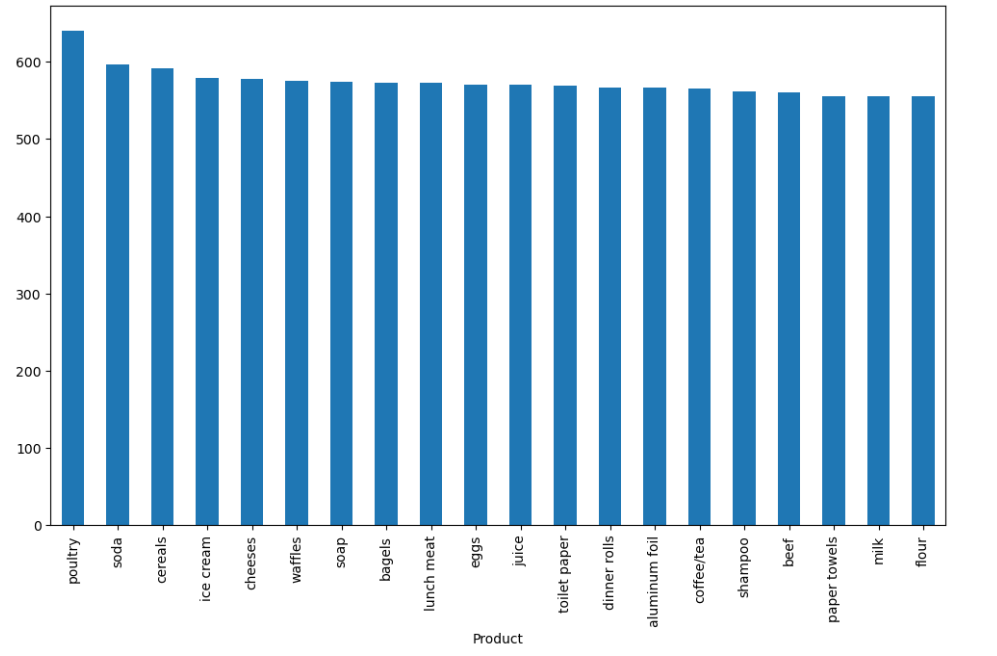 600
500
400
300
200
100
0
poultry
soda
cereals
ice cream
cheeses
waffles
soap
bagels
lunch meat
eggs
juice
toilet paper
dinner rolls
aluminum foil
coffee/tea
shampoo
beef
paper towels
milk
flour
Product